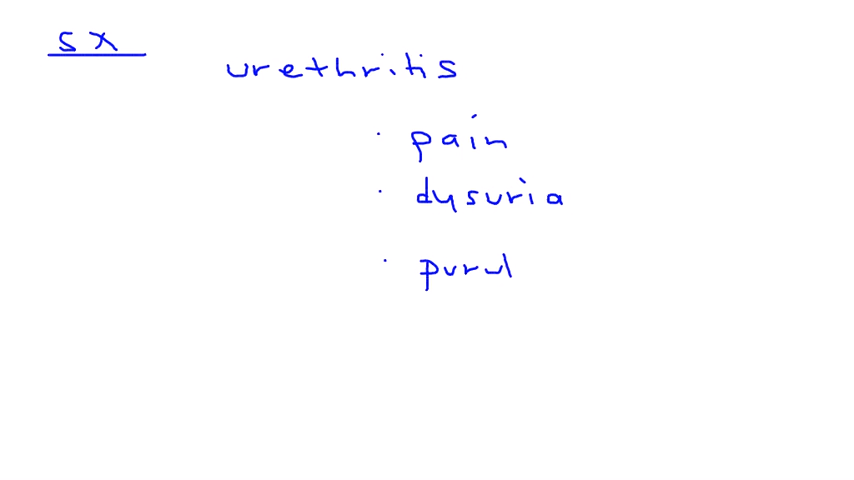 sx
urethritis
· pain
· dysuria
· purul